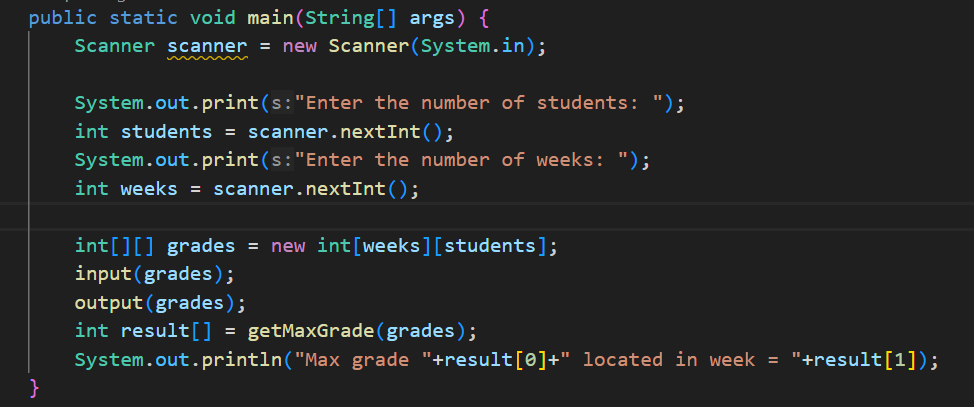 public static void main(String[] args) {
    Scanner scanner = new Scanner(System.in);
    System.out.print(s:"Enter the number of students: ");
    int students = scanner.nextInt();
    System.out.print(s:"Enter the number of weeks: ");
    int weeks = scanner.nextInt();
    int[][] grades = new int[weeks][students];
    input(grades);
    output(grades);
    int result[] = getMaxGrade(grades);
    System.out.println("Max grade "+result[0]+" located in week = "+result[1]);
}